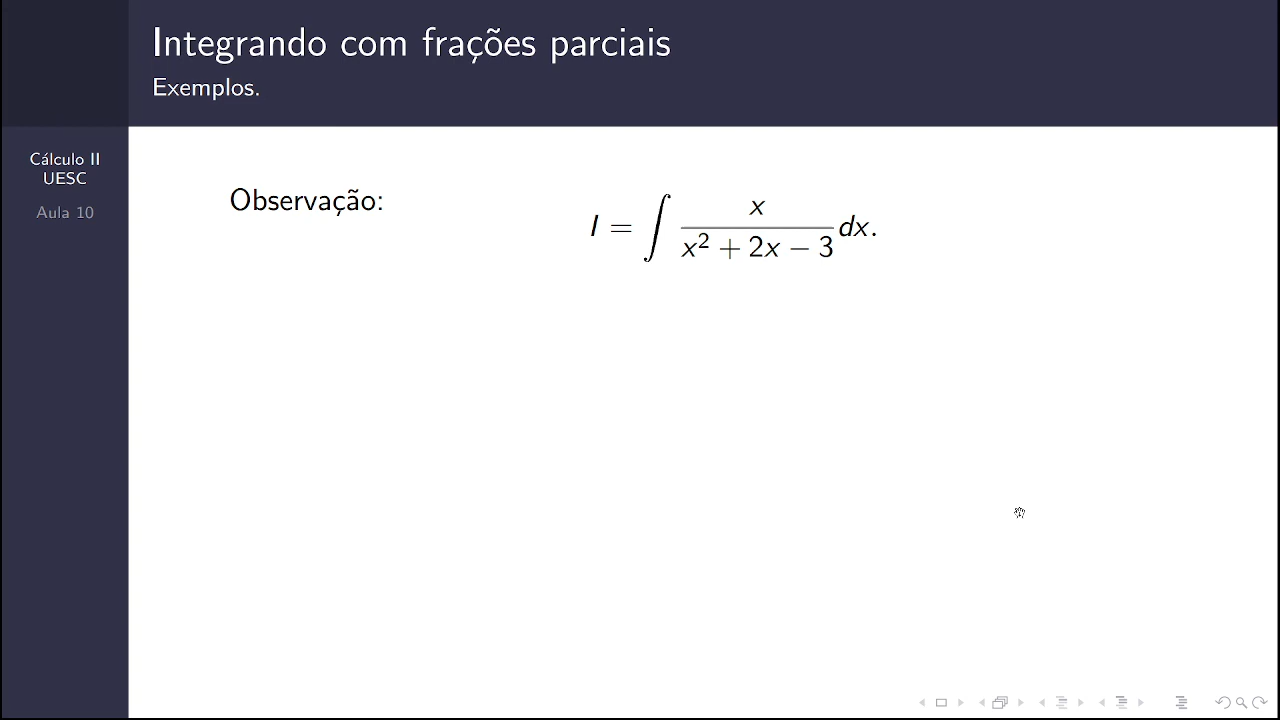 Integrando com frações parciais
Exemplos.
Cálculo II
UESC
Aula 10
Observação:
I = ∫ x / (x² + 2x − 3) dx.